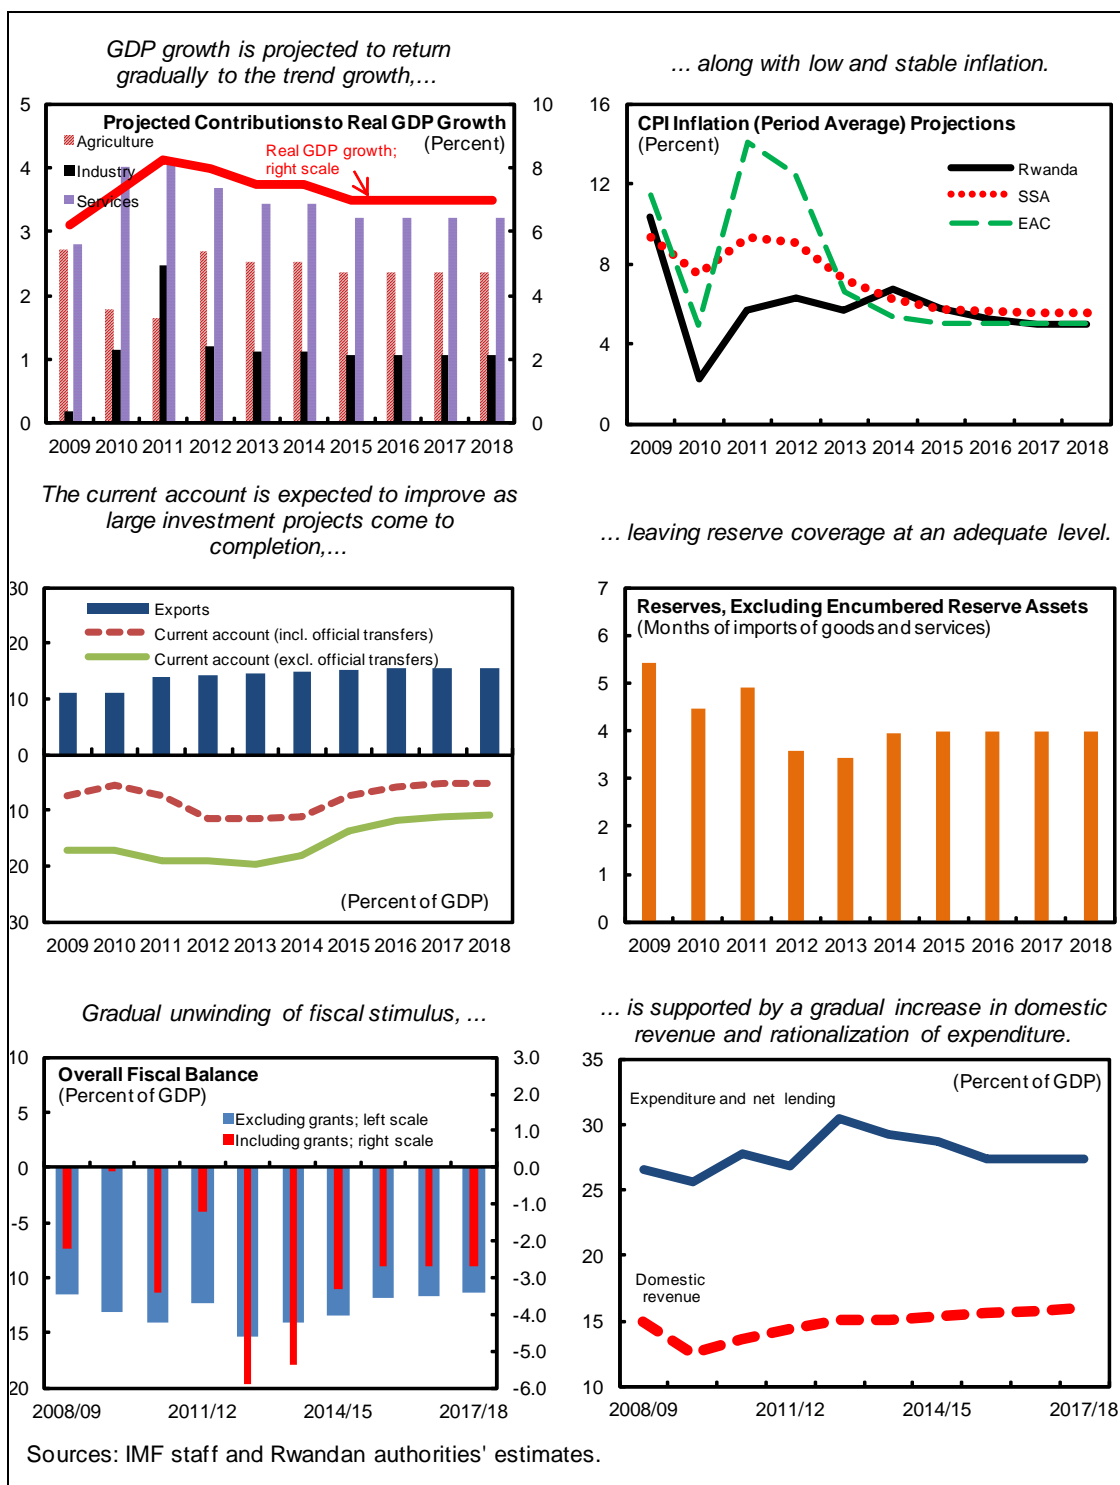 GDP growth is projected to return
gradually to the trend growth,...
5
4
3
2
1
0
10
8
6
4
2
0
Projected Contributions to Real GDP Growth
(Percent)
Agriculture
Industry
Services
Real GDP growth;
right scale
2009 2010 2011 2012 2013 2014 2015 2016 2017 2018
... along with low and stable inflation.
16
12
8
4
0
CPI Inflation (Period Average) Projections
(Percent)
Rwanda
SSA
EAC
2009 2010 2011 2012 2013 2014 2015 2016 2017 2018
The current account is expected to improve as
large investment projects come to
completion,...
30
20
10
0
10
20
30
Exports
Current account (incl. official transfers)
Current account (excl. official transfers)
(Percent of GDP)
2009 2010 2011 2012 2013 2014 2015 2016 2017 2018
... leaving reserve coverage at an adequate level.
7
6
5
4
3
2
1
0
Reserves, Excluding Encumbered Reserve Assets
(Months of imports of goods and services)
2009 2010 2011 2012 2013 2014 2015 2016 2017 2018
Gradual unwinding of fiscal stimulus, ...
10
5
0
-5
10
15
20
3.0
2.0
1.0
0.0
-1.0
-2.0
-3.0
-4.0
-5.0
-6.0
Overall Fiscal Balance
(Percent of GDP)
Excluding grants; left scale
Including grants; right scale
2008/09 2011/12 2014/15 2017/18
... is supported by a gradual increase in domestic
revenue and rationalization of expenditure.
35
30
25
20
15
10
(Percent of GDP)
Expenditure and net lending
Domestic
revenue
2008/09 2011/12 2014/15 2017/18
Sources: IMF staff and Rwandan authorities' estimates.